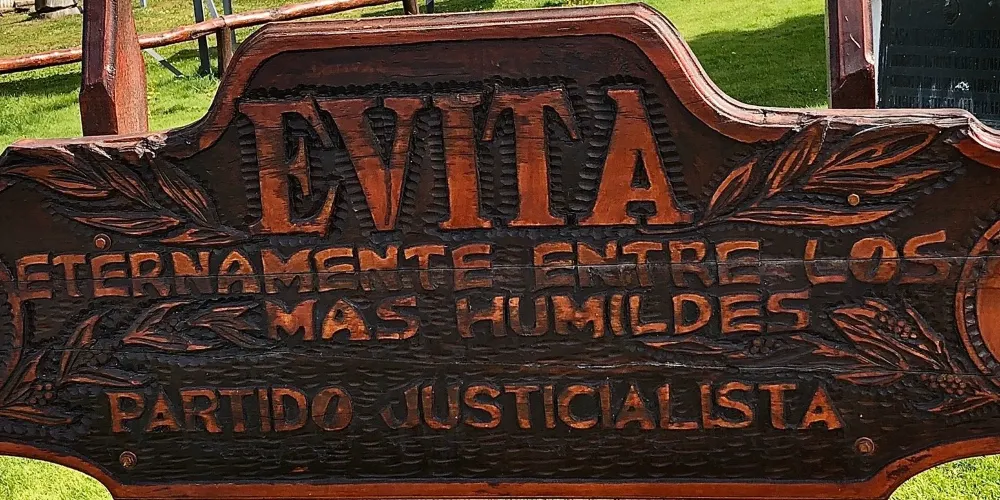 EVITA
ETERNAMENTE ENTRE LOS
MAS HUMILDES
PARTIDO JUSTICIALISTA